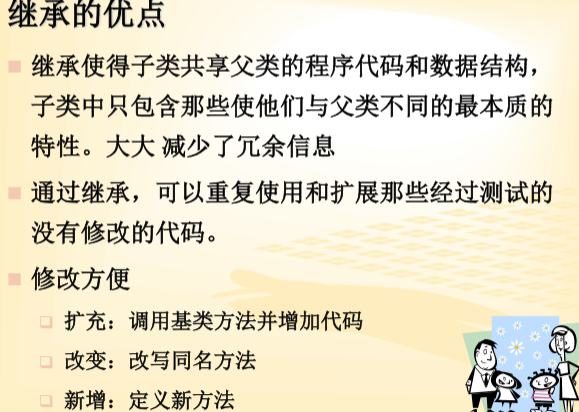 继承的优点
继承使得子类共享父类的程序代码和数据结构，
子类中只包含那些使他们与父类不同的最本质的
特性。大大 减少了冗余信息
通过继承，可以重复使用和扩展那些经过测试的
没有修改的代码。
修改方便
扩充：调用基类方法并增加代码
改变：改写同名方法
新增：定义新方法